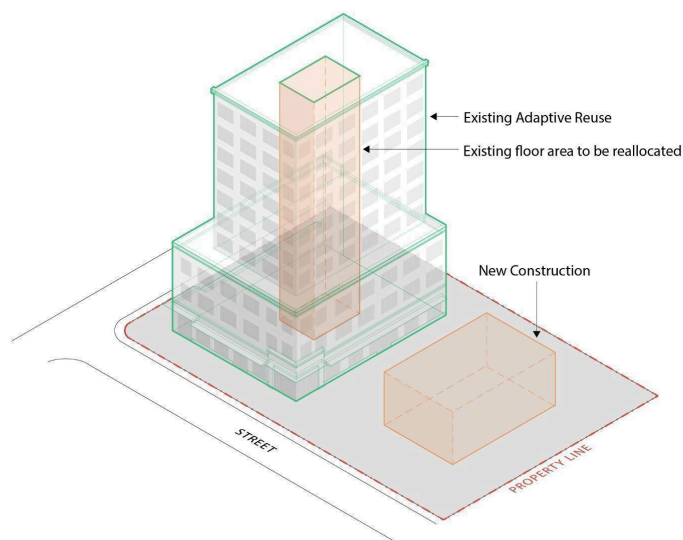 Existing Adaptive Reuse
Existing floor area to be reallocated
New Construction
STREET
PROPERTY LINE